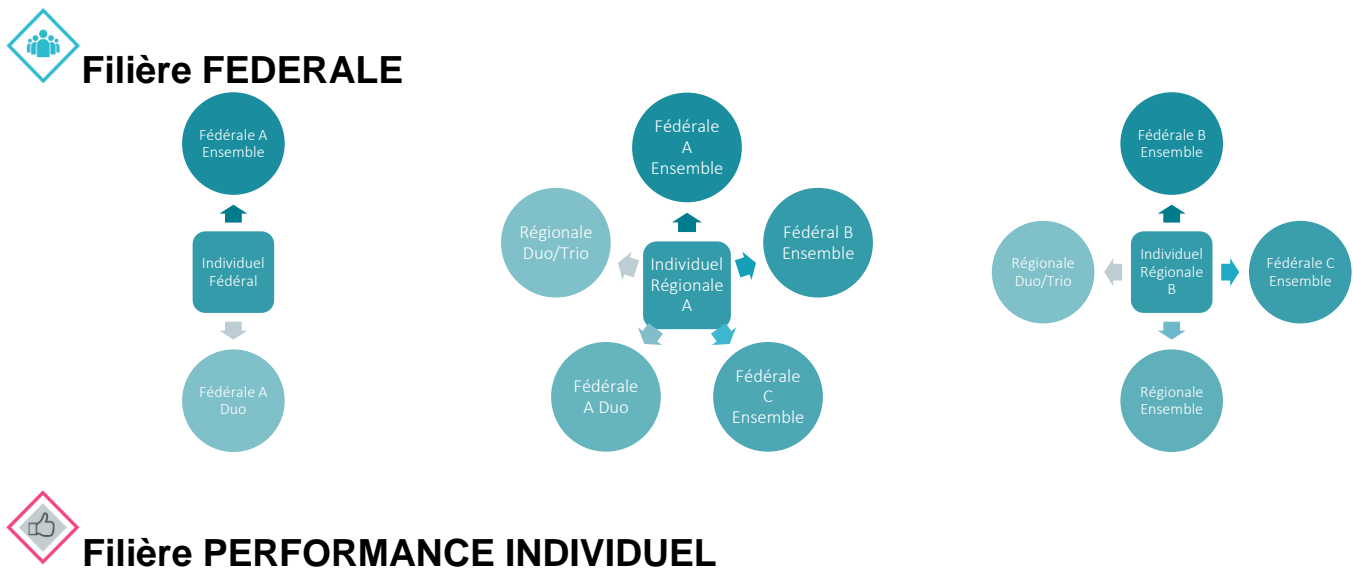 Filière FEDERALE
Fédérale A
Ensemble
Individuel
Fédéral
Fédérale A
Duo
Fédérale
A
Ensemble
Régionale
Duo/Trio
Fédéral B
Ensemble
Individuel
Régionale
A
Fédérale
A Duo
Fédérale
C
Ensemble
Fédérale B
Ensemble
Régionale
Duo/Trio
Individuel
Régionale
B
Fédérale C
Ensemble
Régionale
Ensemble
Filière PERFORMANCE INDIVIDUEL